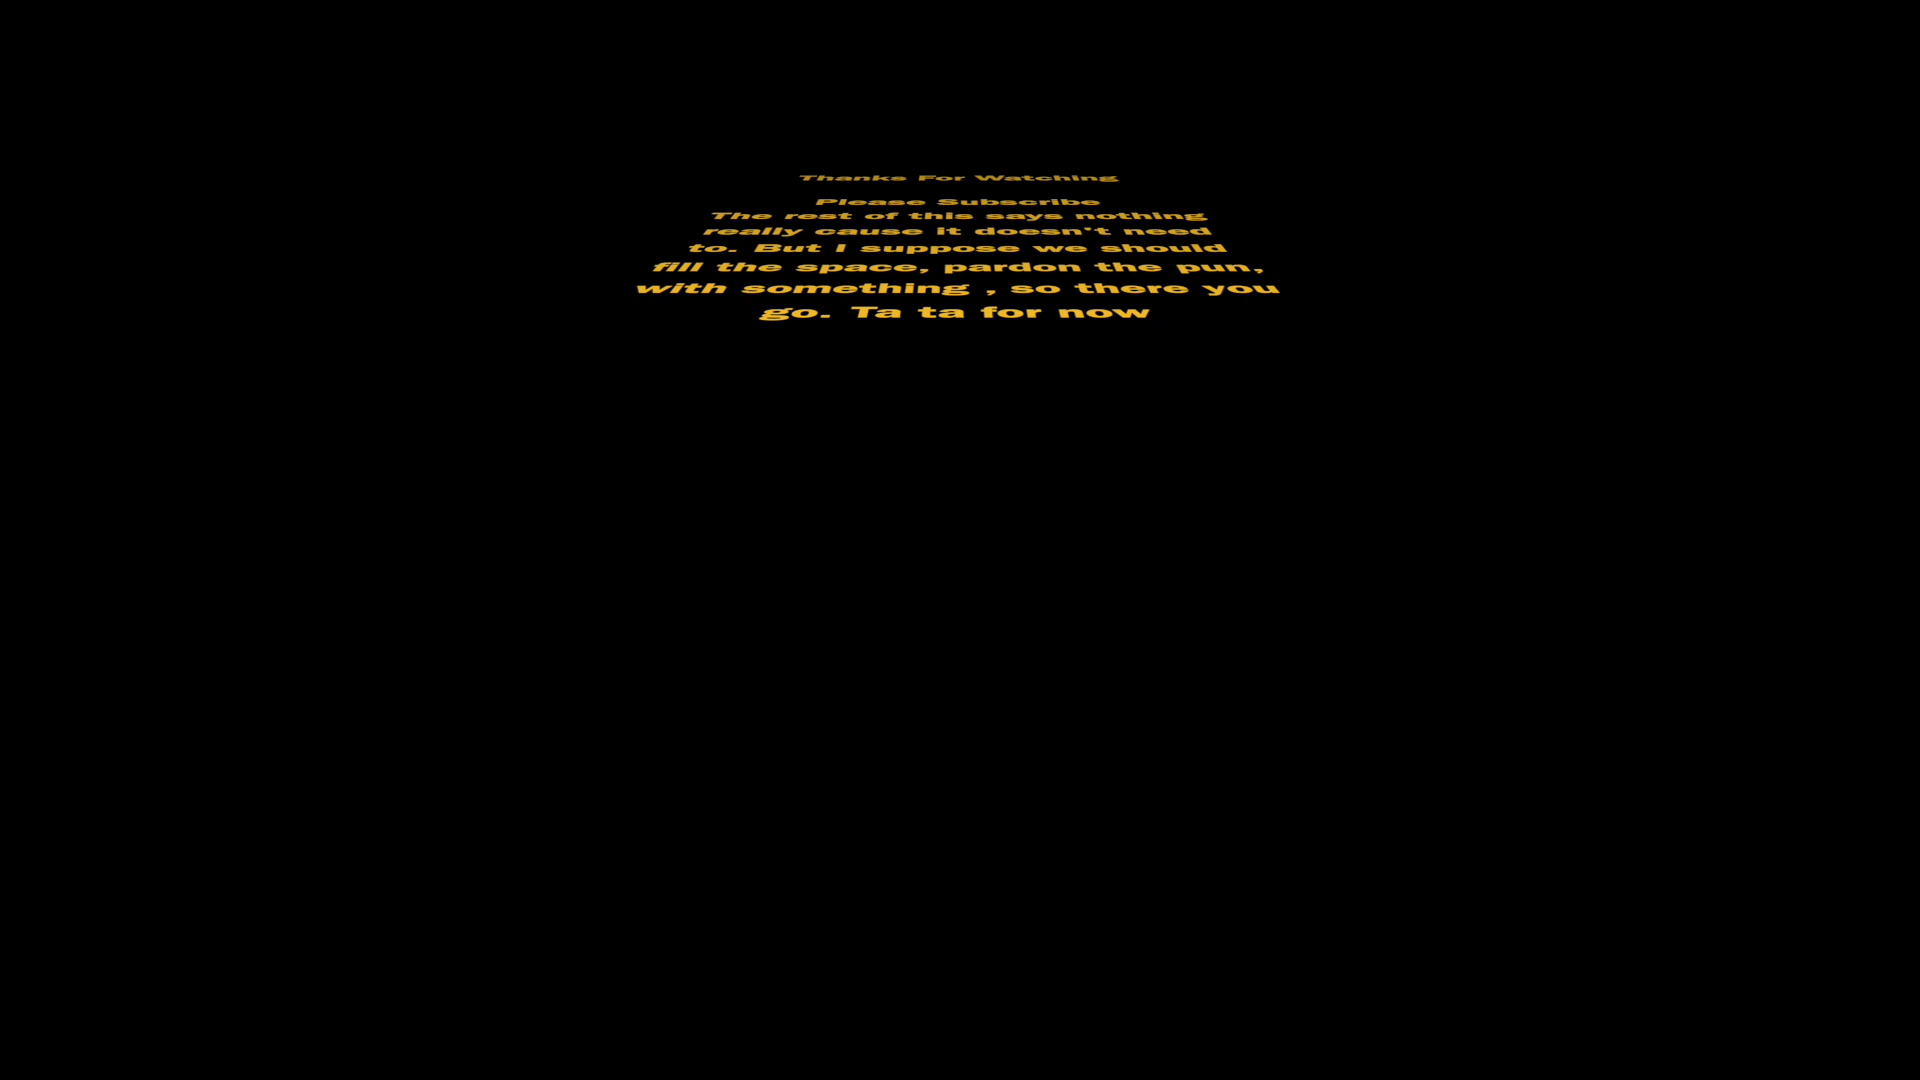 Thanks For Watching
Please Subscribe
The rest of this says nothing
really cause it doesn't need
to. But I suppose we should
fill the space, pardon the pun,
with something , so there you
go. Ta ta for now